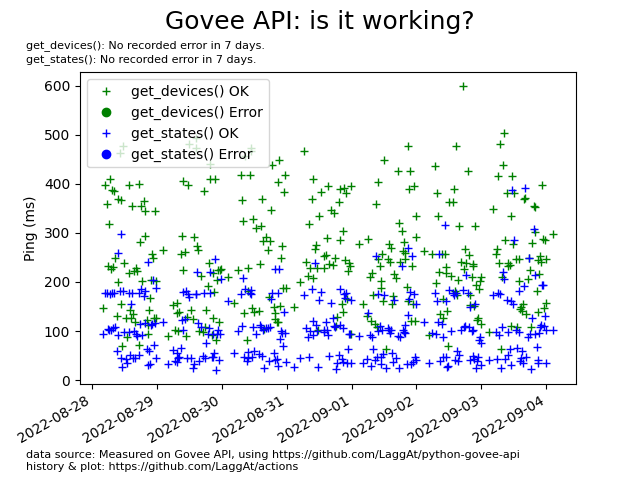 Govee API: is it working?
get_devices(): No recorded error in 7 days.
get_states(): No recorded error in 7 days.
get_devices() OK
get_devices() Error
get_states() OK
get_states() Error
Ping (ms)
600
500
400
300
200
100
0
2022-08-28
2022-08-29
2022-08-30
2022-08-31
2022-09-01
2022-09-02
2022-09-03
2022-09-04
data source: Measured on Govee API, using https://github.com/LaggAt/python-govee-api
history & plot: https://github.com/LaggAt/actions